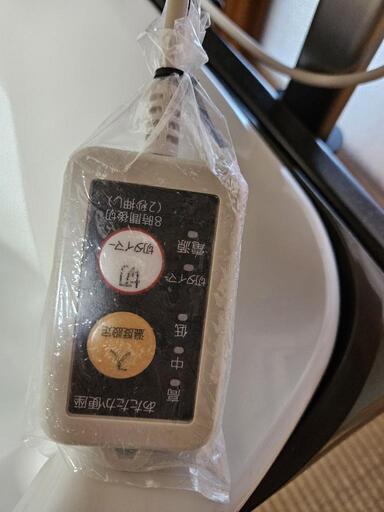 あたたか便座
高
中
低
切タイマー
電源
入
温度設定
切
切タイマー
8時間後切
(2秒押し)